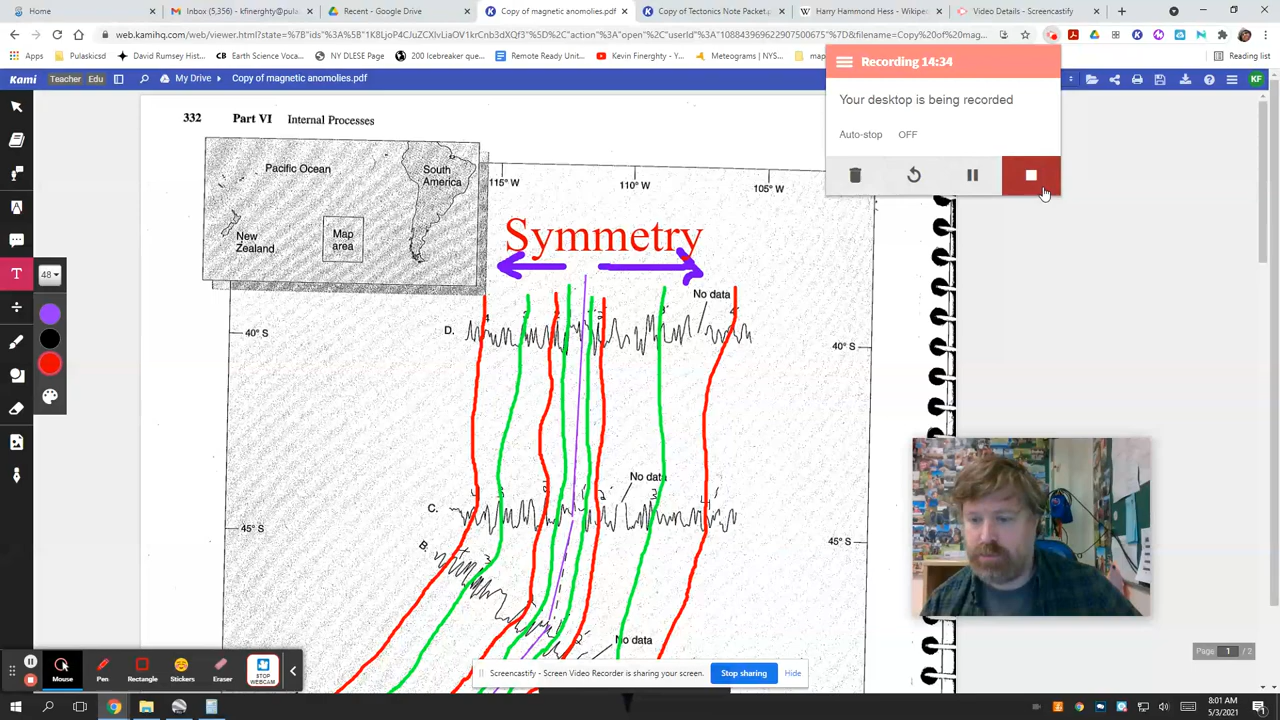 Home
Inbox (5,356) - kfinerghty@pu
Recent - Google Drive
Copy of magnetic anomolies.pdf
Copy of Tectonics Note Packet.p
Harry Hammond Hess - Wikipe
Video Details - Screencastify
Apps
Pulaskicsd
David Rumsey Hist
Earth Science Voca...
NY DLESE Page
200 Icebreaker que...
Remote Ready Unit...
Kevin Finerghty - M...
Meteograms - NYS...
Reading list
Kami
Teacher
Edu
My Drive
Copy of magnetic anomolies.pdf
Recording 14:34
Your desktop is being recorded
Auto-stop OFF
332 Part VI Internal Processes
Pacific Ocean
South
America
New
Zealand
Map
area
115° W
110° W
105° W
Symmetry
No data
40° S
D.
40° S
48
No data
C.
45° S
B.
45° S
No data
Page 1 / 2
Mouse
Pen
Rectangle
Stickers
Eraser
STOP
WEBCAM
Screencastify - Screen Video Recorder is sharing your screen.
Stop sharing
Hide
8:01 AM
5/3/2021